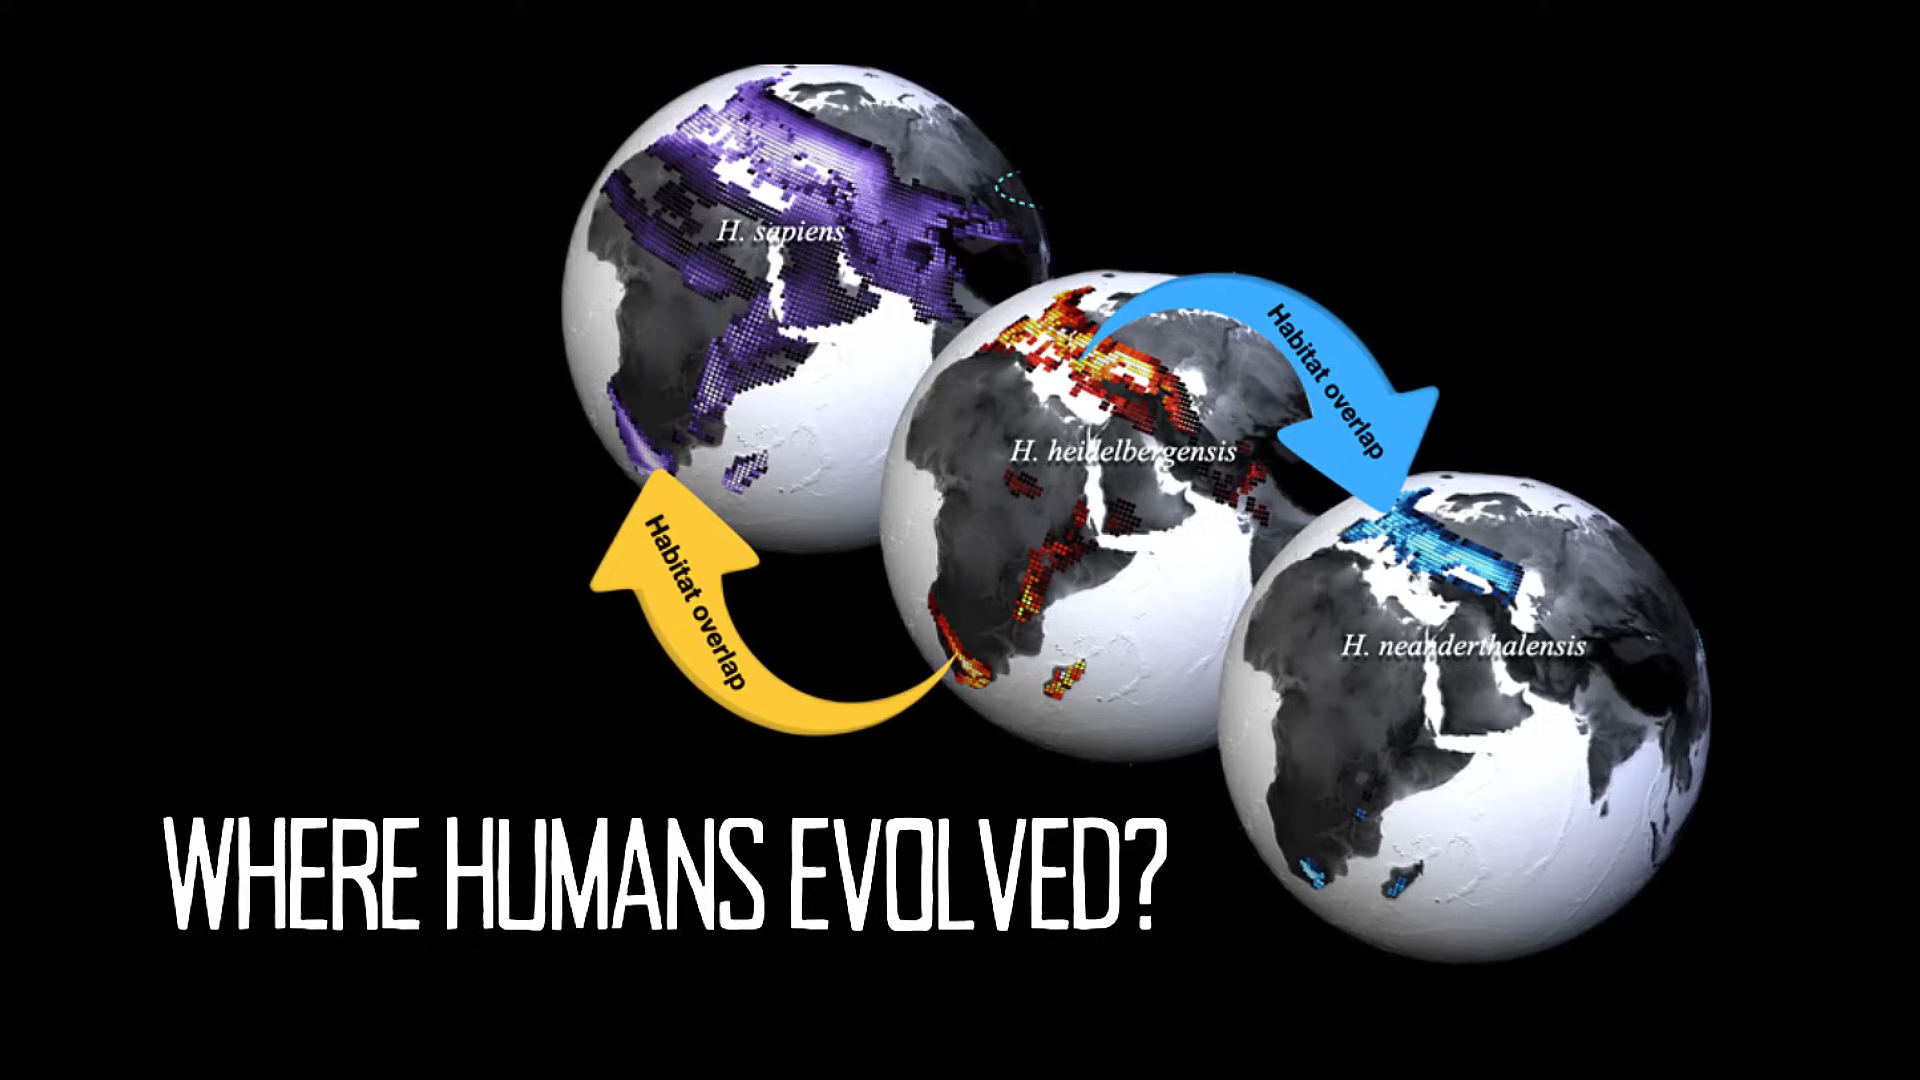 H. sapiens
Habitat overlap
H. heidelbergensis
Habitat overlap
H. neanderthalensis
WHERE HUMANS EVOLVED?